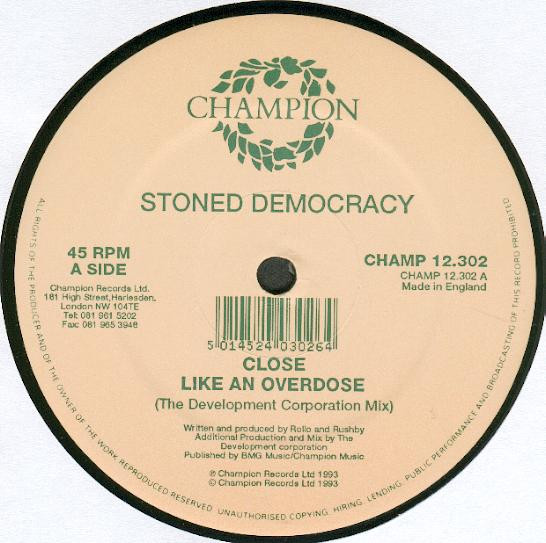 CHAMPION
STONED DEMOCRACY
45 RPM
A SIDE
Champion Records Ltd.
181 High Street, Harlesden,
London NW 104TE
Tel: 081 961 5202
Fax: 081 965 3948
CHAMP 12.302
CHAMP 12.302 A
Made in England
5 014524 030264
CLOSE
LIKE AN OVERDOSE
(The Development Corporation Mix)
Written and produced by Rollo and Rushby
Additional Production and Mix by The
Development corporation
Published by BMG Music/Champion Music
℗ Champion Records Ltd 1993
© Champion Records Ltd 1993
ALL RIGHTS OF THE PRODUCER AND OF THE OWNER OF THE WORK REPRODUCED RESERVED. UNAUTHORISED COPYING, HIRING, LENDING, PUBLIC PERFORMANCE AND BROADCASTING OF THIS RECORD PROHIBITED